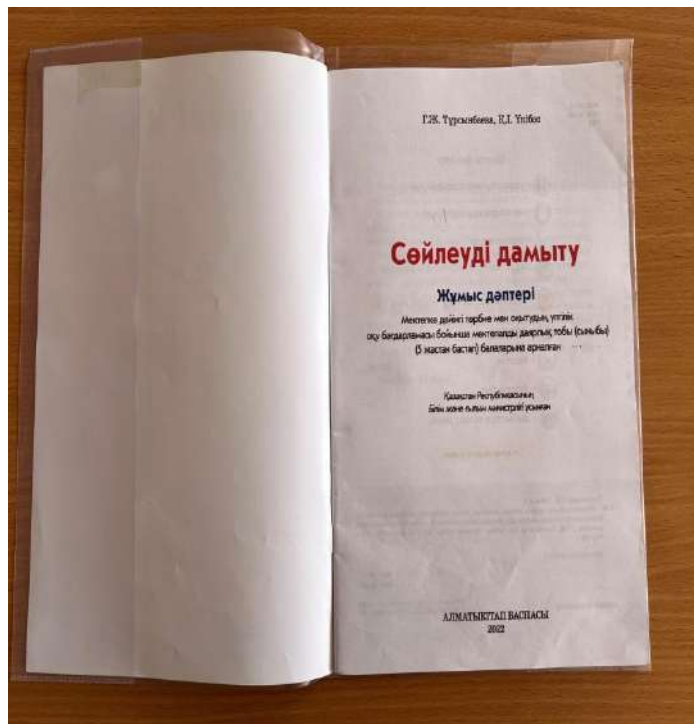 Г.Ж. Тұрсынбаева, Қ.І. Үкібес
Сөйлеуді дамыту
Жұмыс дәптері
Мектепке дейінгі тәрбие мен оқытудың үлгілік
оқу бағдарламасы бойынша мектепалды даярлық тобы (сыныбы)
(5 жастан бастап) балаларына арналған
Қазақстан Республикасының
Білім және ғылым министрлігі ұсынған
АЛМАТЫКІТАП БАСПАСЫ
2022